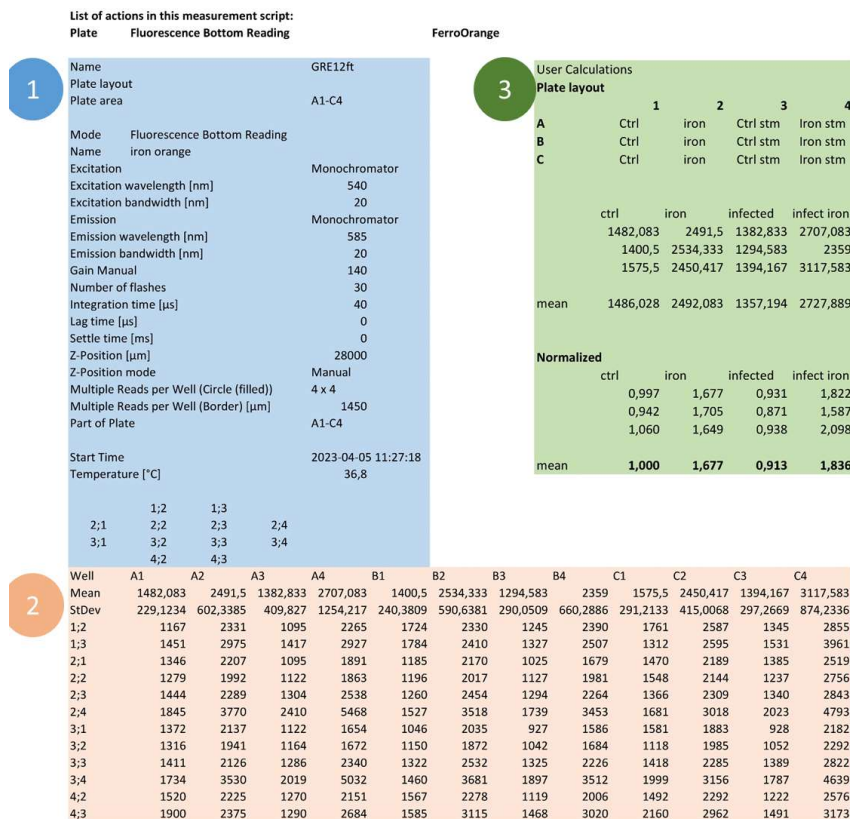 List of actions in this measurement script:
Plate Fluorescence Bottom Reading FerroOrange
1
Name GRE12ft
Plate layout
Plate area A1-C4
Mode Fluorescence Bottom Reading
Name iron orange
Excitation Monochromator
Excitation wavelength [nm] 540
Excitation bandwidth [nm] 20
Emission Monochromator
Emission wavelength [nm] 585
Emission bandwidth [nm] 20
Gain Manual 140
Number of flashes 30
Integration time [µs] 40
Lag time [µs] 0
Settle time [ms] 0
Z-Position [µm] 28000
Z-Position mode Manual
Multiple Reads per Well (Circle (filled)) 4 x 4
Multiple Reads per Well (Border) [µm] 1450
Part of Plate A1-C4
Start Time 2023-04-05 11:27:18
Temperature [°C] 36,8
1;2 1;3
2;1 2;2 2;3 2;4
3;1 3;2 3;3 3;4
4;2 4;3
3
User Calculations
Plate layout
1 2 3 4
A Ctrl iron Ctrl stm Iron stm
B Ctrl iron Ctrl stm Iron stm
C Ctrl iron Ctrl stm Iron stm
ctrl iron infected infect iron
1482,083 2491,5 1382,833 2707,083
1400,5 2534,333 1294,583 2359
1575,5 2450,417 1394,167 3117,583
mean 1486,028 2492,083 1357,194 2727,889
Normalized
ctrl iron infected infect iron
0,997 1,677 0,931 1,822
0,942 1,705 0,871 1,587
1,060 1,649 0,938 2,098
mean 1,000 1,677 0,913 1,836
2
Well A1 A2 A3 A4 B1 B2 B3 B4 C1 C2 C3 C4
Mean 1482,083 2491,5 1382,833 2707,083 1400,5 2534,333 1294,583 2359 1575,5 2450,417 1394,167 3117,583
StDev 229,1234 602,3385 409,827 1254,217 240,3809 590,6381 290,0509 660,2886 291,2133 415,0068 297,2669 874,2336
1;2 1167 2331 1095 2265 1724 2330 1245 2390 1761 2587 1345 2855
1;3 1451 2975 1417 2927 1784 2410 1327 2507 1312 2595 1531 3961
2;1 1346 2207 1095 1891 1185 2170 1025 1679 1470 2189 1385 2519
2;2 1279 1992 1122 1863 1196 2017 1127 1981 1548 2144 1237 2756
2;3 1444 2289 1304 2538 1260 2454 1294 2264 1366 2309 1340 2843
2;4 1845 3770 2410 5468 1527 3518 1739 3453 1681 3018 2023 4793
3;1 1372 2137 1122 1654 1046 2035 927 1586 1581 1883 928 2182
3;2 1316 1941 1164 1672 1150 1872 1042 1684 1118 1985 1052 2292
3;3 1411 2126 1286 2340 1322 2532 1325 2226 1418 2285 1389 2822
3;4 1734 3530 2019 5032 1460 3681 1897 3512 1999 3156 1787 4639
4;2 1520 2225 1270 2151 1567 2278 1119 2006 1492 2292 1222 2576
4;3 1900 2375 1290 2684 1585 3115 1468 3020 2160 2962 1491 3173